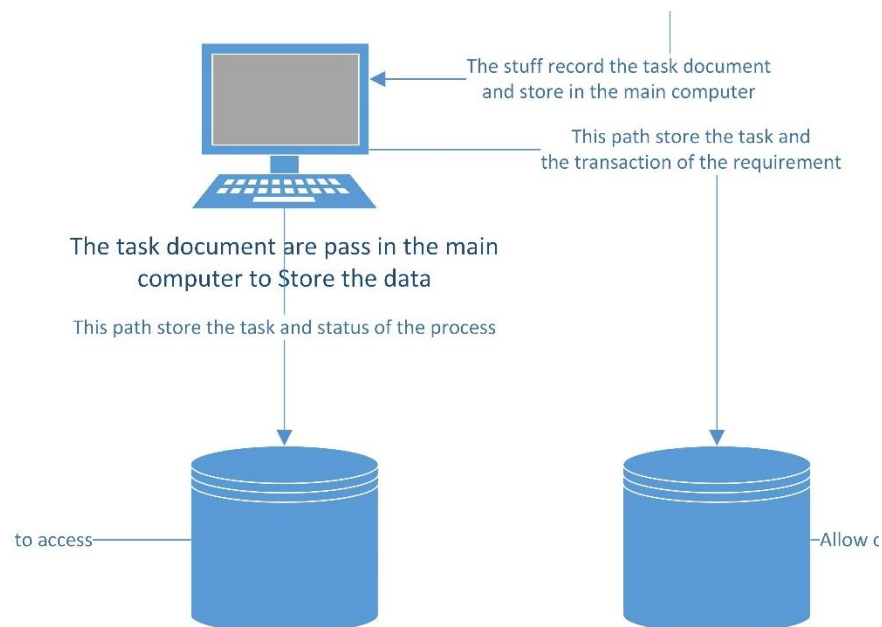 The stuff record the task document
and store in the main computer
This path store the task and
the transaction of the requirement
The task document are pass in the main
computer to Store the data
This path store the task and status of the process
to access
Allow